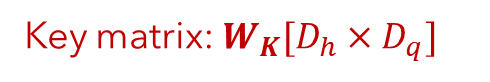 Key matrix: W_K[D_h × D_q]